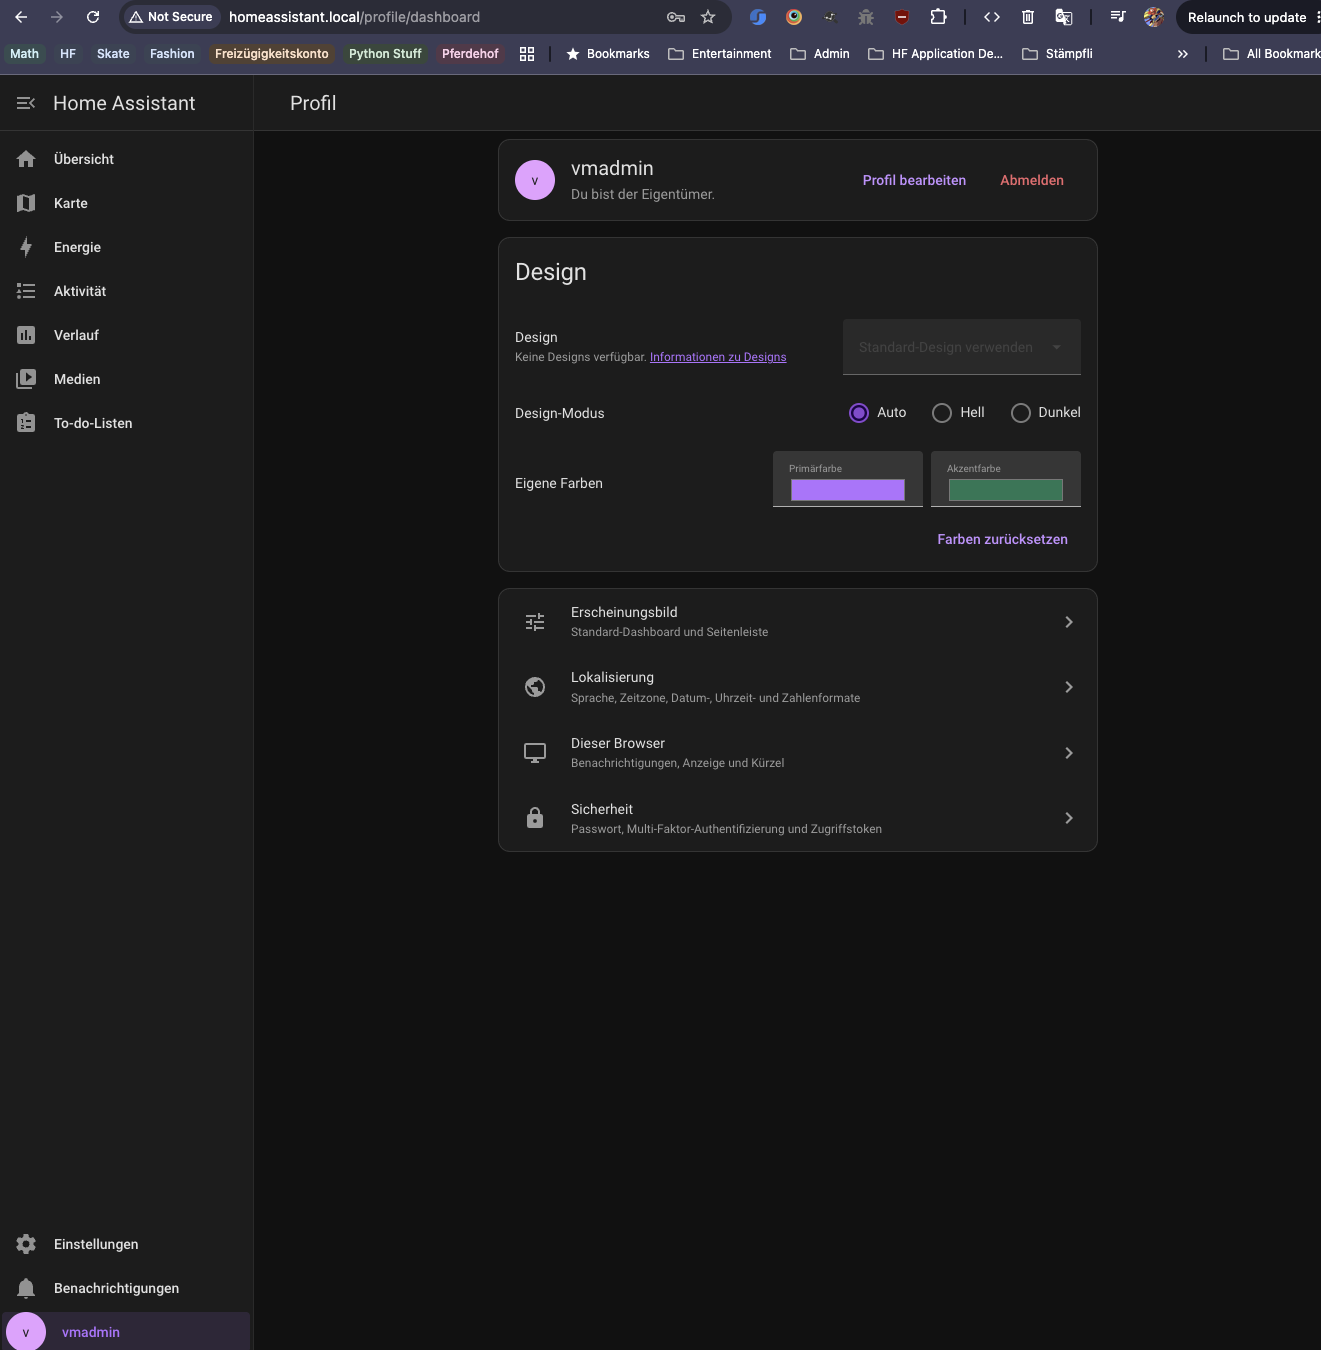 Not Secure homeassistant.local/profile/dashboard Relaunch to update
Math HF Skate Fashion Freizügigkeitskonto Python Stuff Pferdehof Bookmarks Entertainment Admin HF Application De... Stämpfli » All Bookmark
Home Assistant
Profil
Übersicht
Karte
Energie
Aktivität
Verlauf
Medien
To-do-Listen
v
vmadmin
Du bist der Eigentümer.
Profil bearbeiten
Abmelden
Design
Design
Keine Designs verfügbar. Informationen zu Designs
Standard-Design verwenden
Design-Modus
Auto Hell Dunkel
Eigene Farben
Primärfarbe
Akzentfarbe
Farben zurücksetzen
Erscheinungsbild
Standard-Dashboard und Seitenleiste
Lokalisierung
Sprache, Zeitzone, Datum-, Uhrzeit- und Zahlenformate
Dieser Browser
Benachrichtigungen, Anzeige und Kürzel
Sicherheit
Passwort, Multi-Faktor-Authentifizierung und Zugriffstoken
Einstellungen
Benachrichtigungen
v vmadmin